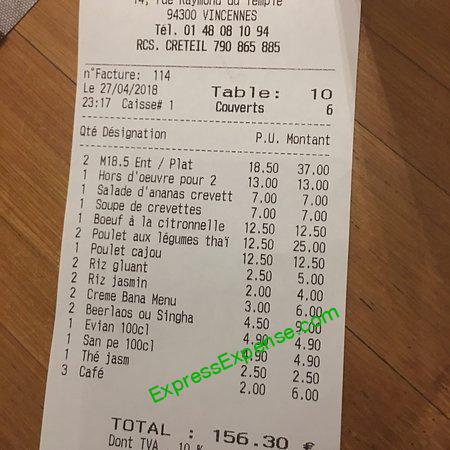 14, rue Raymond du Temple
94300 VINCENNES
Tél. 01 48 08 10 94
RCS. CRETEIL 790 865 885
n°Facture: 114
Le 27/04/2018 Table: 10
23:17 Caisse# 1 Couverts 6
Qté Désignation P.U. Montant
2 M18.5 Ent / Plat 18.50 37.00
1 Hors d'oeuvre pour 2 13.00 13.00
1 Salade d'ananas crevett 7.00 7.00
1 Soupe de crevettes 7.00 7.00
1 Boeuf à la citronnelle 12.50 12.50
2 Poulet aux légumes thaï 12.50 25.00
1 Poulet cajou 12.50 12.50
2 Riz gluant 2.50 5.00
2 Riz jasmin 2.00 4.00
2 Creme Bana Menu 3.00 6.00
2 Beerlaos ou Singha 4.50 9.00
1 Evian 100cl 4.90 4.90
1 San pe 100cl 4.90 4.90
1 Thé jasm 2.50 2.50
3 Café 2.00 6.00
ExpressExpense.com
TOTAL : 156.30 €
Dont TVA 10 %